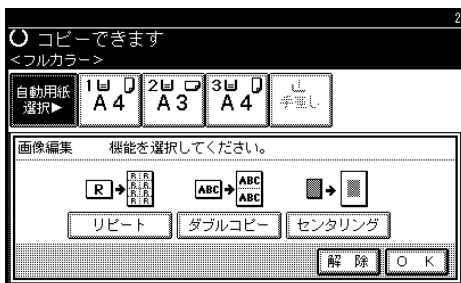 2
コピーできます
<フルカラー>
自動用紙
選択▶
1 A4
2 A3
3 A4
手差し
画像編集 機能を選択してください。
R → R R R R R R R R
ABC → ABC ABC
リピート ダブルコピー センタリング
解除 OK